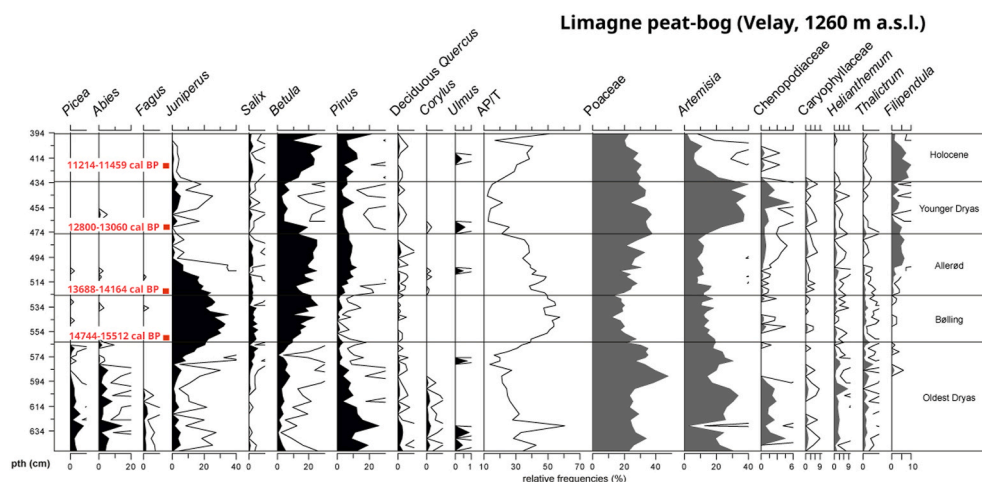 Limagne peat-bog (Velay, 1260 m a.s.l.)
Picea Abies Fagus Juniperus Salix Betula Pinus Deciduous Quercus Corylus Ulmus AP/T Poaceae Artemisia Chenopodiaceae Caryophyllaceae Helianthemum Thalictrum Filipendula
394
414
11214-11459 cal BP
Holocene
434
454
Younger Dryas
12800-13060 cal BP
474
494
Allerød
514
13688-14164 cal BP
534
Bølling
554
14744-15512 cal BP
574
594
Oldest Dryas
614
634
pth (cm)
0 0 10 20 0 0 20 40 0 0 20 0 20 0 0 0 1 10 30 50 70 0 20 40 0 20 40 0 6 0 9 0 9 0 0 10
relative frequencies (%)